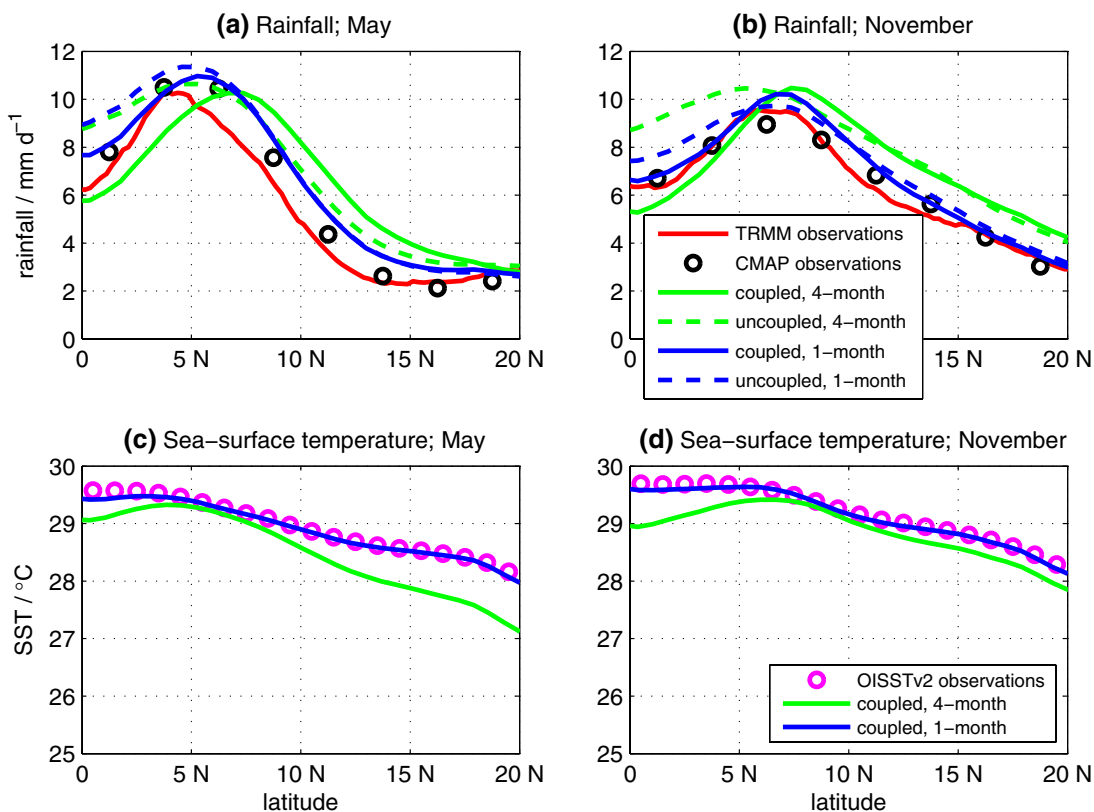 (a) Rainfall; May
(b) Rainfall; November
rainfall / mm d−1
12
10
8
6
4
2
0
0
5 N
10 N
15 N
20 N
12
10
8
6
4
2
0
0
5 N
10 N
15 N
20 N
TRMM observations
CMAP observations
coupled, 4−month
uncoupled, 4−month
coupled, 1−month
uncoupled, 1−month
(c) Sea−surface temperature; May
(d) Sea−surface temperature; November
SST / °C
30
29
28
27
26
25
0
5 N
10 N
15 N
20 N
latitude
30
29
28
27
26
25
0
5 N
10 N
15 N
20 N
latitude
OISSTv2 observations
coupled, 4−month
coupled, 1−month